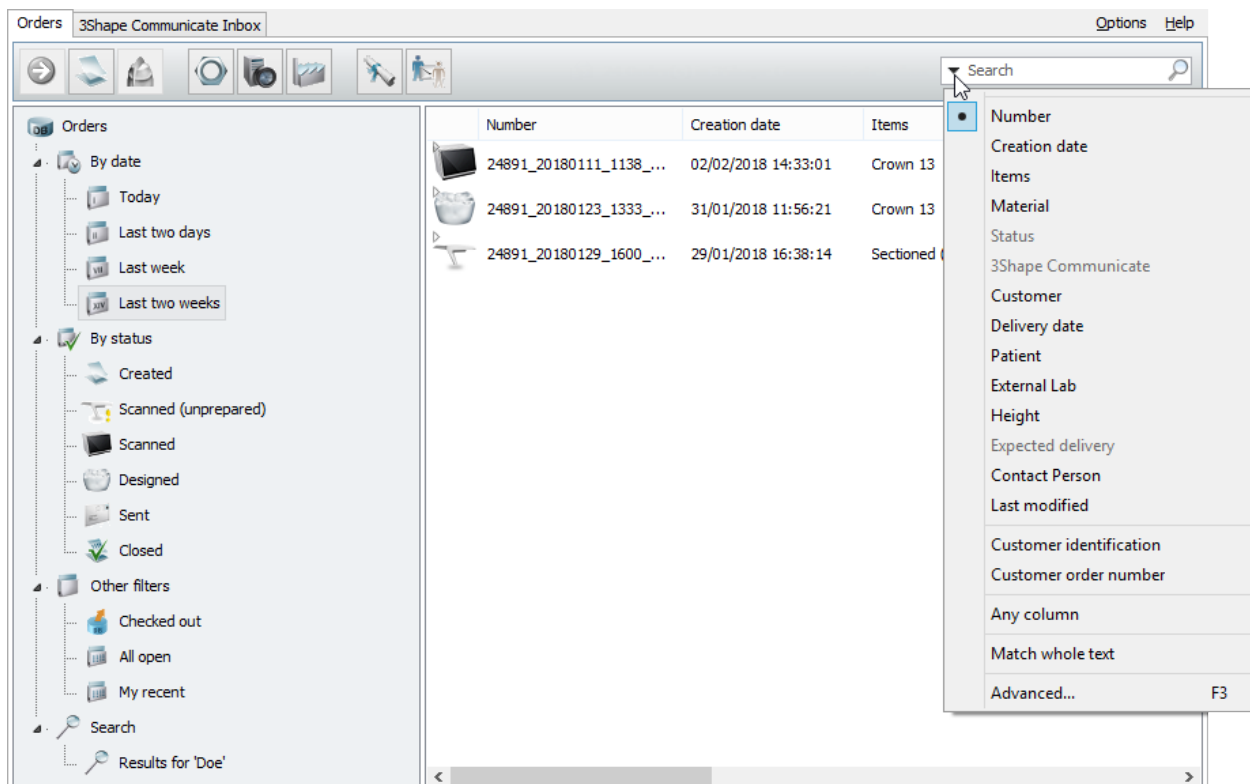 Orders
3Shape Communicate Inbox
Options
Help
Search
Orders
By date
Today
Last two days
Last week
Last two weeks
By status
Created
Scanned (unprepared)
Scanned
Designed
Sent
Closed
Other filters
Checked out
All open
My recent
Search
Results for 'Doe'
Number Creation date Items
24891_20180111_1138_... 02/02/2018 14:33:01 Crown 13
24891_20180123_1333_... 31/01/2018 11:56:21 Crown 13
24891_20180129_1600_... 29/01/2018 16:38:14 Sectioned
Number
Creation date
Items
Material
Status
3Shape Communicate
Customer
Delivery date
Patient
External Lab
Height
Expected delivery
Contact Person
Last modified
Customer identification
Customer order number
Any column
Match whole text
Advanced... F3